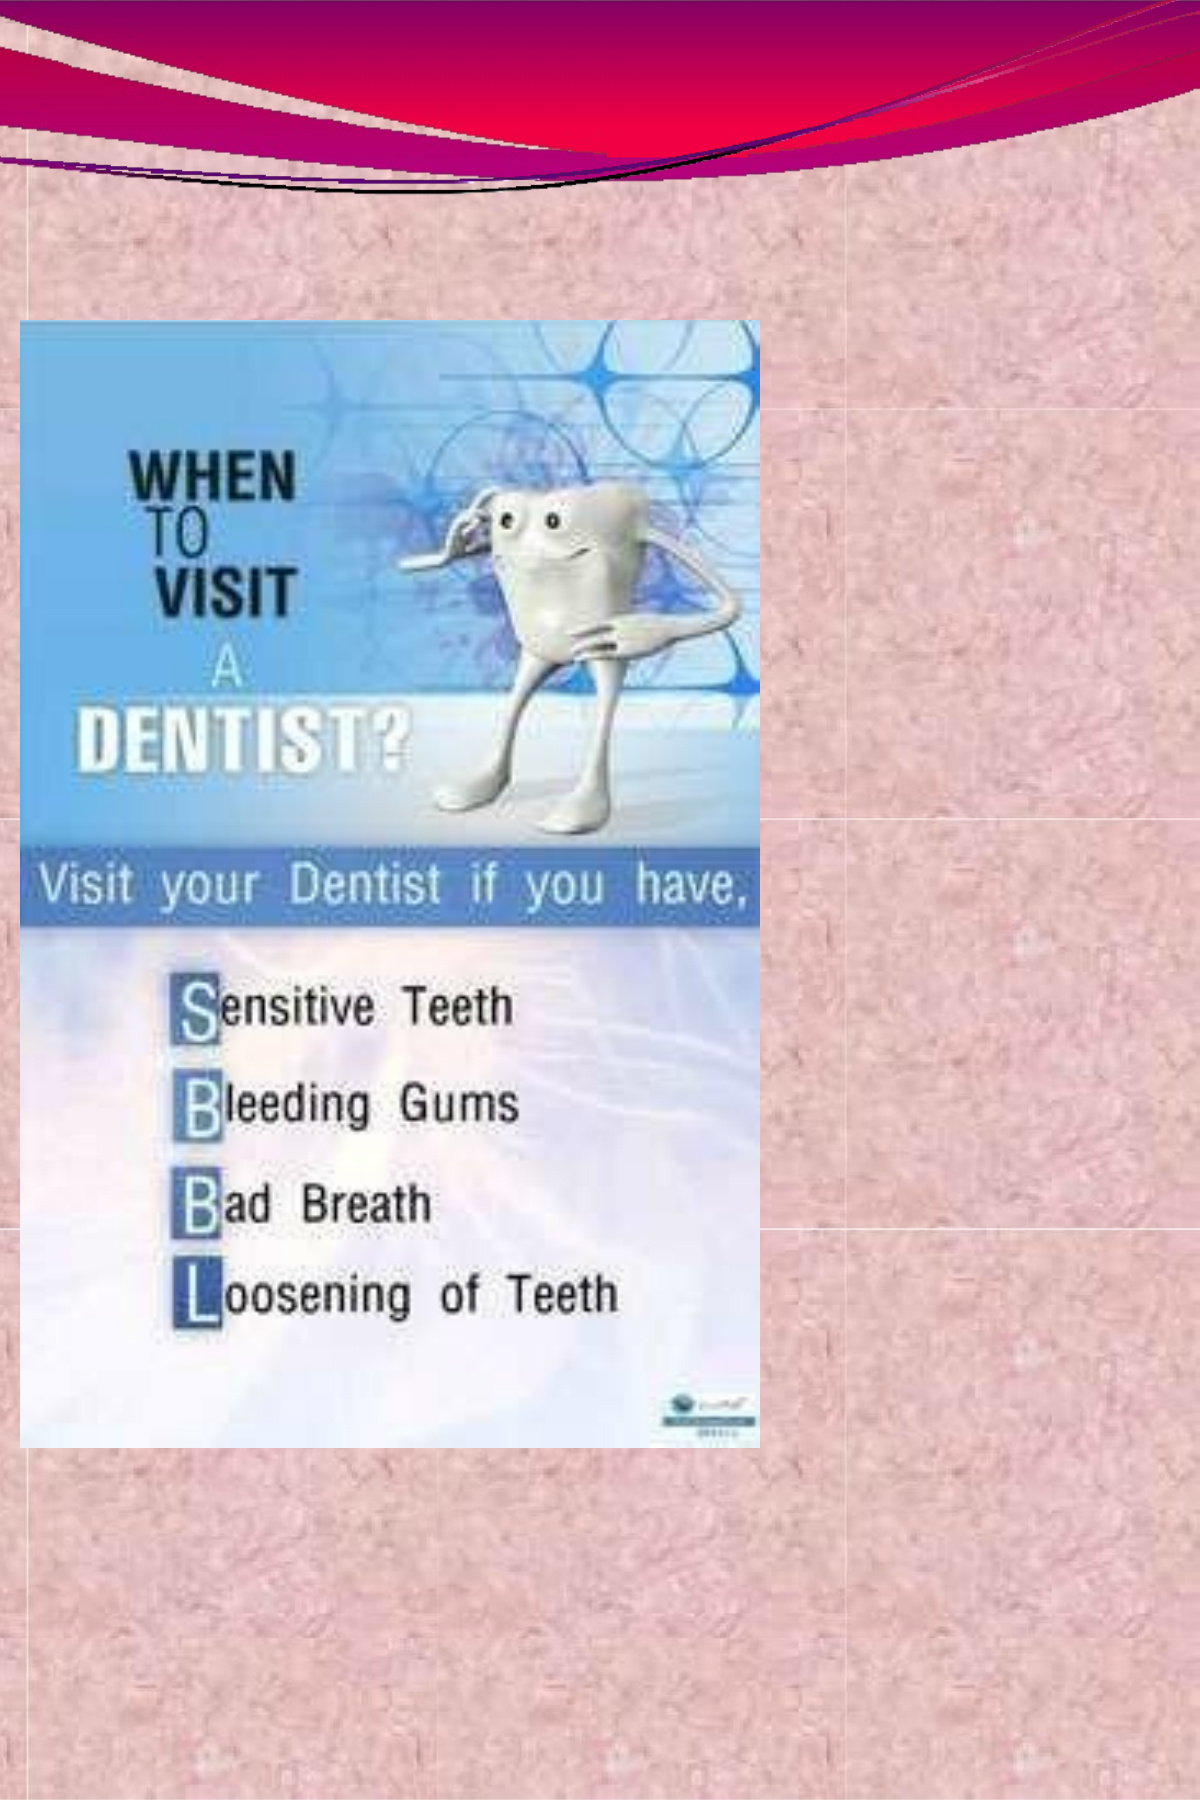 WHEN
TO
VISIT
A
DENTIST?
Visit your Dentist if you have,
Sensitive Teeth
Bleeding Gums
Bad Breath
Loosening of Teeth